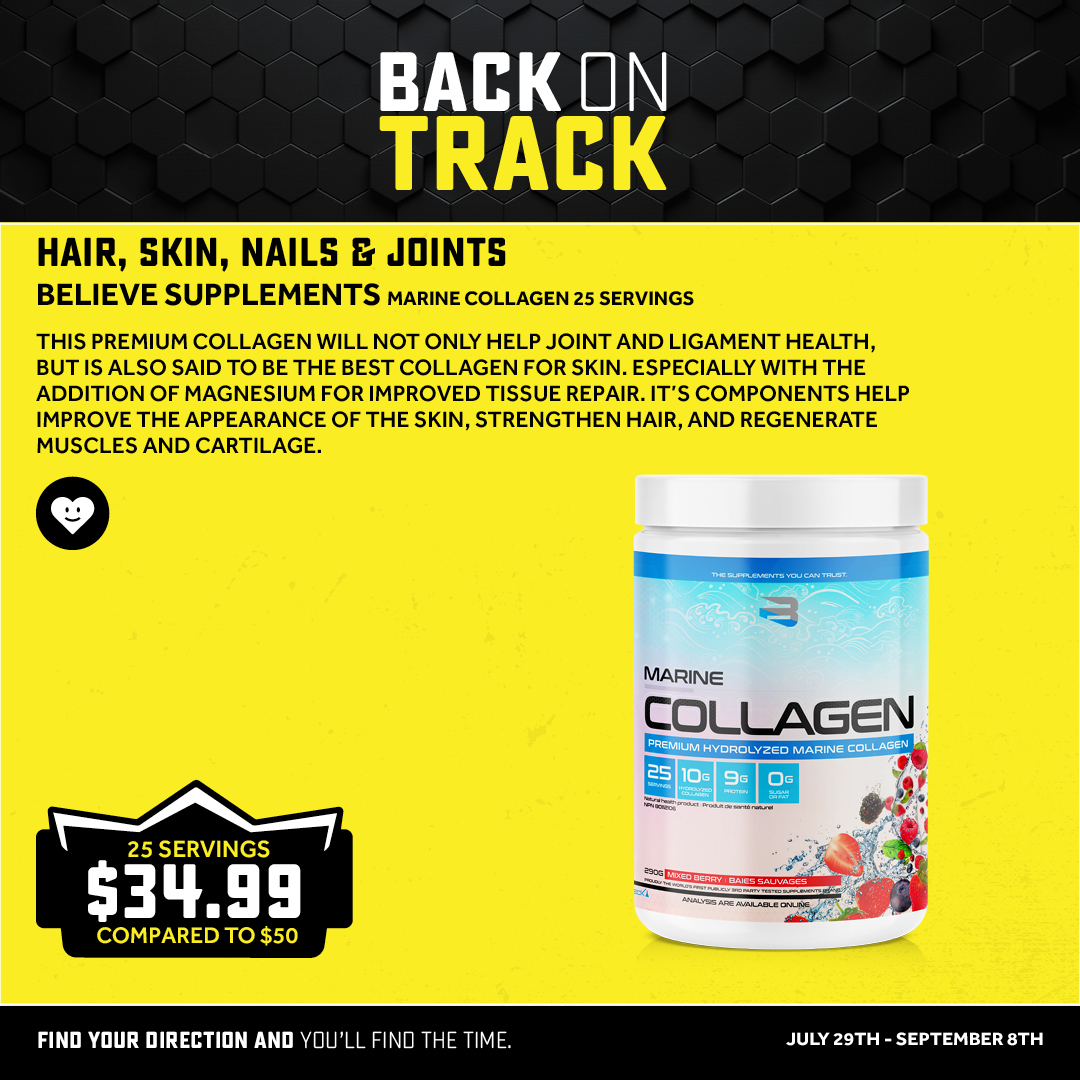 BACK ON
TRACK
HAIR, SKIN, NAILS & JOINTS
BELIEVE SUPPLEMENTS MARINE COLLAGEN 25 SERVINGS
THIS PREMIUM COLLAGEN WILL NOT ONLY HELP JOINT AND LIGAMENT HEALTH,
BUT IS ALSO SAID TO BE THE BEST COLLAGEN FOR SKIN. ESPECIALLY WITH THE
ADDITION OF MAGNESIUM FOR IMPROVED TISSUE REPAIR. IT'S COMPONENTS HELP
IMPROVE THE APPEARANCE OF THE SKIN, STRENGTHEN HAIR, AND REGENERATE
MUSCLES AND CARTILAGE.
THE SUPPLEMENTS YOU CAN TRUST.
MARINE
COLLAGEN
PREMIUM HYDROLYZED MARINE COLLAGEN
25 SERVINGS
10G HYDROLYZED COLLAGEN
9G PROTEIN
0G SUGAR OR FAT
Natural health product | Produit de santé naturel
290G MIXED BERRY | BAIES SAUVAGES
PROUDLY THE WORLD'S FIRST PUBLICLY 3RD PARTY TESTED SUPPLEMENTS
ANALYSIS ARE AVAILABLE ONLINE
25 SERVINGS
$34.99
COMPARED TO $50
FIND YOUR DIRECTION AND YOU'LL FIND THE TIME.
JULY 29TH - SEPTEMBER 8TH